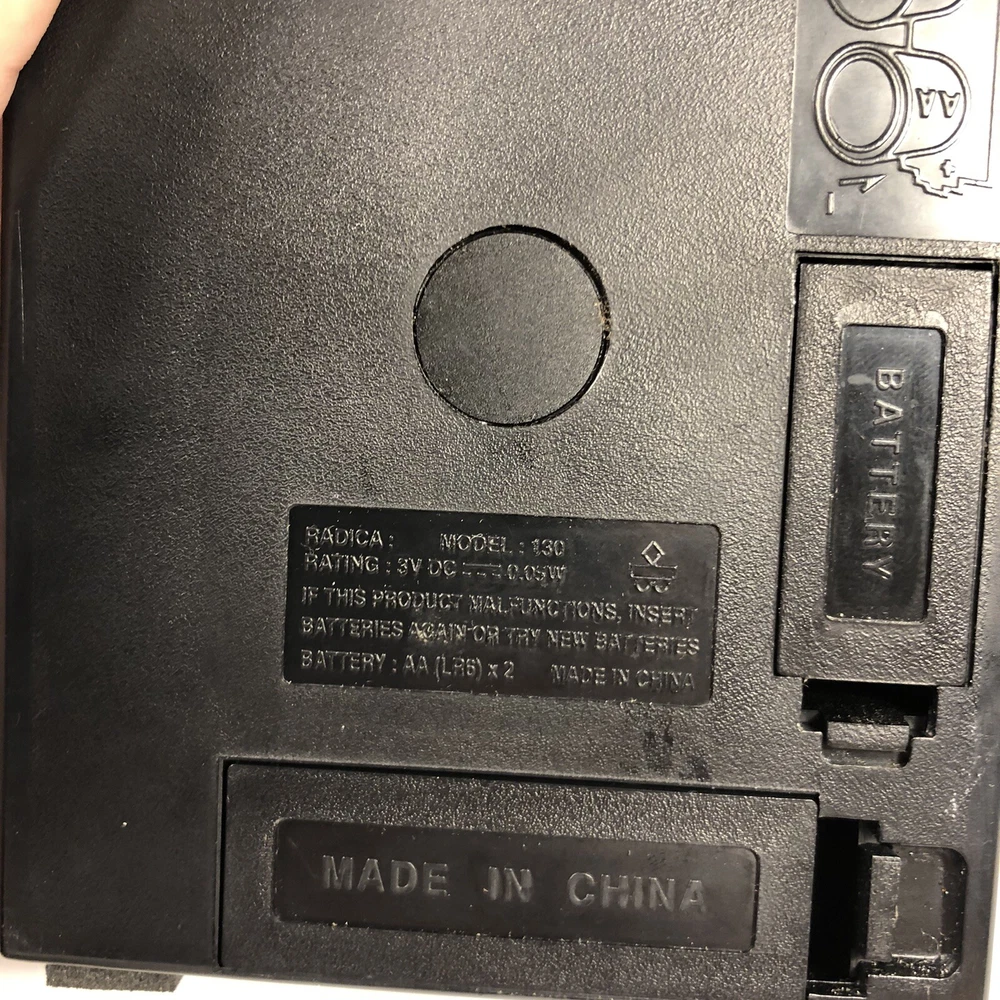 AA
AA
+
-
BATTERY
RADICA : MODEL : 130
RATING : 3V DC 0.05W
IF THIS PRODUCT MALFUNCTIONS, INSERT
BATTERIES AGAIN OR TRY NEW BATTERIES
BATTERY : AA (LR6) x 2 MADE IN CHINA
MADE IN CHINA